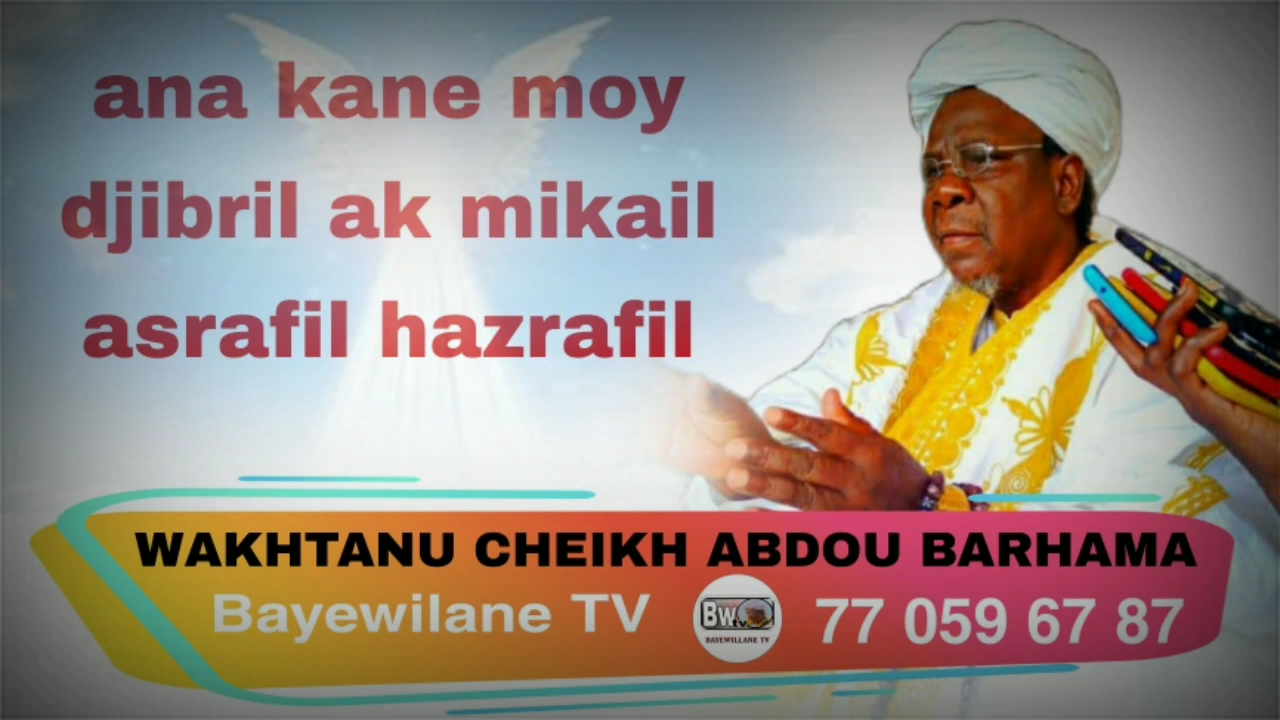 ana kane moy
djibril ak mikail
asrafil hazrafil
WAKHTANU CHEIKH ABDOU BARHAMA
Bayewilane TV
BW tv
BAYEWILLANE TV
77 059 67 87